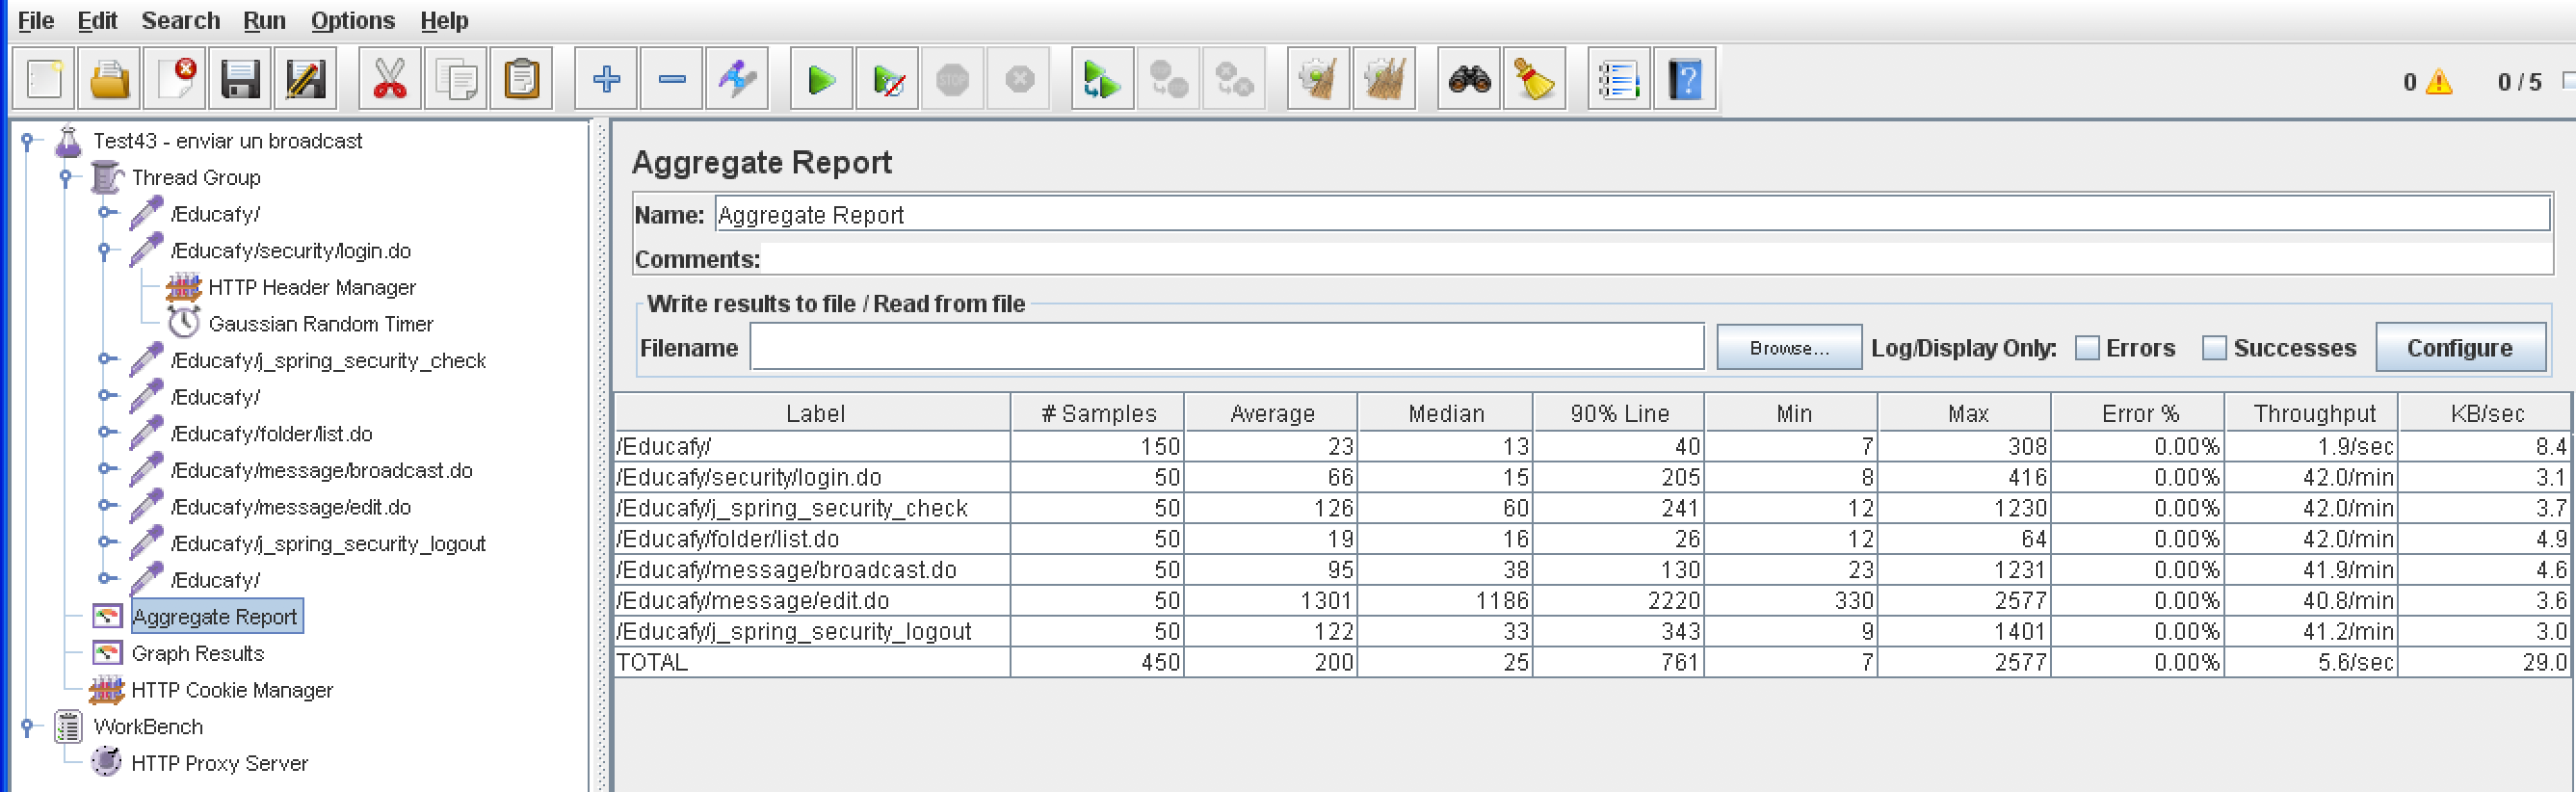 File Edit Search Run Options Help
STOP
0 0 / 5
Test43 - enviar un broadcast
Thread Group
/Educafy/
/Educafy/security/login.do
HTTP Header Manager
Gaussian Random Timer
/Educafy/j_spring_security_check
/Educafy/
/Educafy/folder/list.do
/Educafy/message/broadcast.do
/Educafy/message/edit.do
/Educafy/j_spring_security_logout
/Educafy/
Aggregate Report
Graph Results
HTTP Cookie Manager
WorkBench
HTTP Proxy Server
Aggregate Report
Name: Aggregate Report
Comments:
Write results to file / Read from file
Filename Browse... Log/Display Only: Errors Successes Configure
Label # Samples Average Median 90% Line Min Max Error % Throughput KB/sec
/Educafy/ 150 23 13 40 7 308 0.00% 1.9/sec 8.4
/Educafy/security/login.do 50 66 15 205 8 416 0.00% 42.0/min 3.1
/Educafy/j_spring_security_check 50 126 60 241 12 1230 0.00% 42.0/min 3.7
/Educafy/folder/list.do 50 19 16 26 12 64 0.00% 42.0/min 4.9
/Educafy/message/broadcast.do 50 95 38 130 23 1231 0.00% 41.9/min 4.6
/Educafy/message/edit.do 50 1301 1186 2220 330 2577 0.00% 40.8/min 3.6
/Educafy/j_spring_security_logout 50 122 33 343 9 1401 0.00% 41.2/min 3.0
TOTAL 450 200 25 761 7 2577 0.00% 5.6/sec 29.0